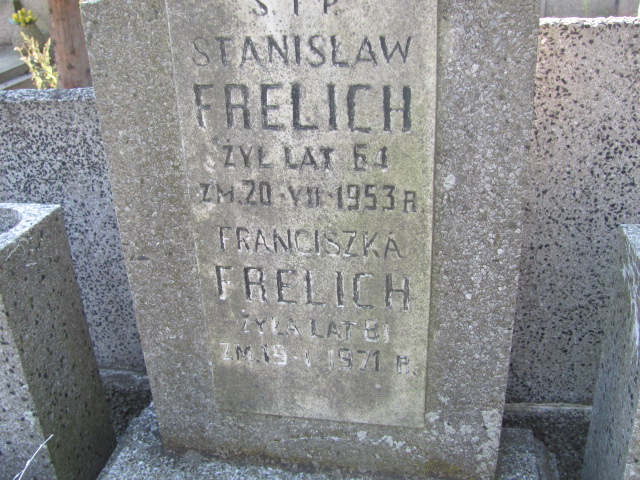 Ś. † P.
STANISŁAW
FRELICH
ŻYŁ LAT 61
ZM. 20·VII·1953 R.
FRANCISZKA
FRELICH
ŻYŁA LAT 81
ZM. 19·I·1971 R.